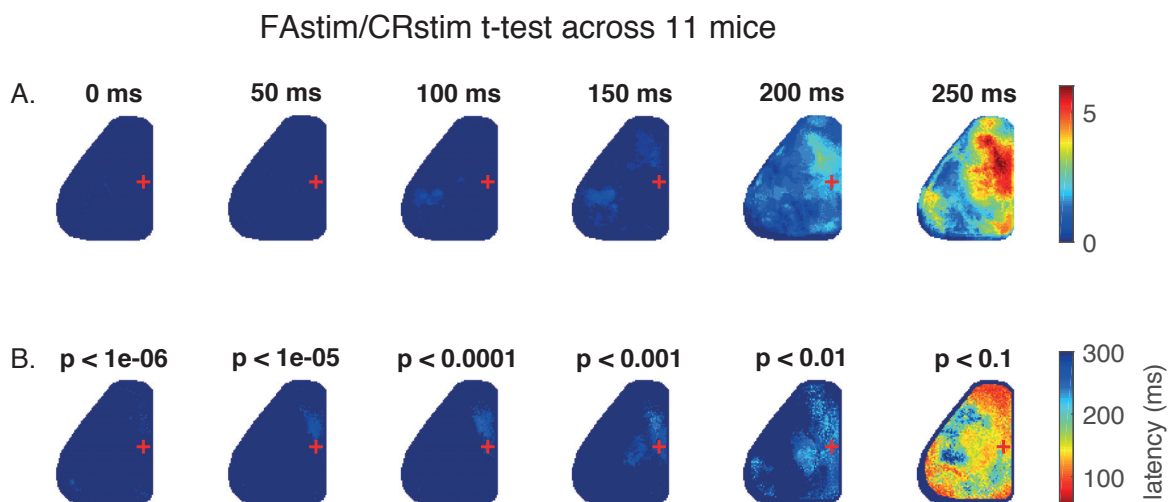 FAstim/CRstim t-test across 11 mice
A.
0 ms
50 ms
100 ms
150 ms
200 ms
250 ms
5
0
B.
p < 1e-06
p < 1e-05
p < 0.0001
p < 0.001
p < 0.01
p < 0.1
300
200
100
latency (ms)